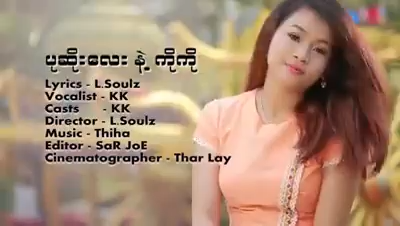 ပုဆိုးလေး နဲ့ ကိုကို
Lyrics - L.Soulz
Vocalist - KK
Casts - KK
Director - L.Soulz
Music - Thiha
Editor - SaR JoE
Cinematographer - Thar Lay